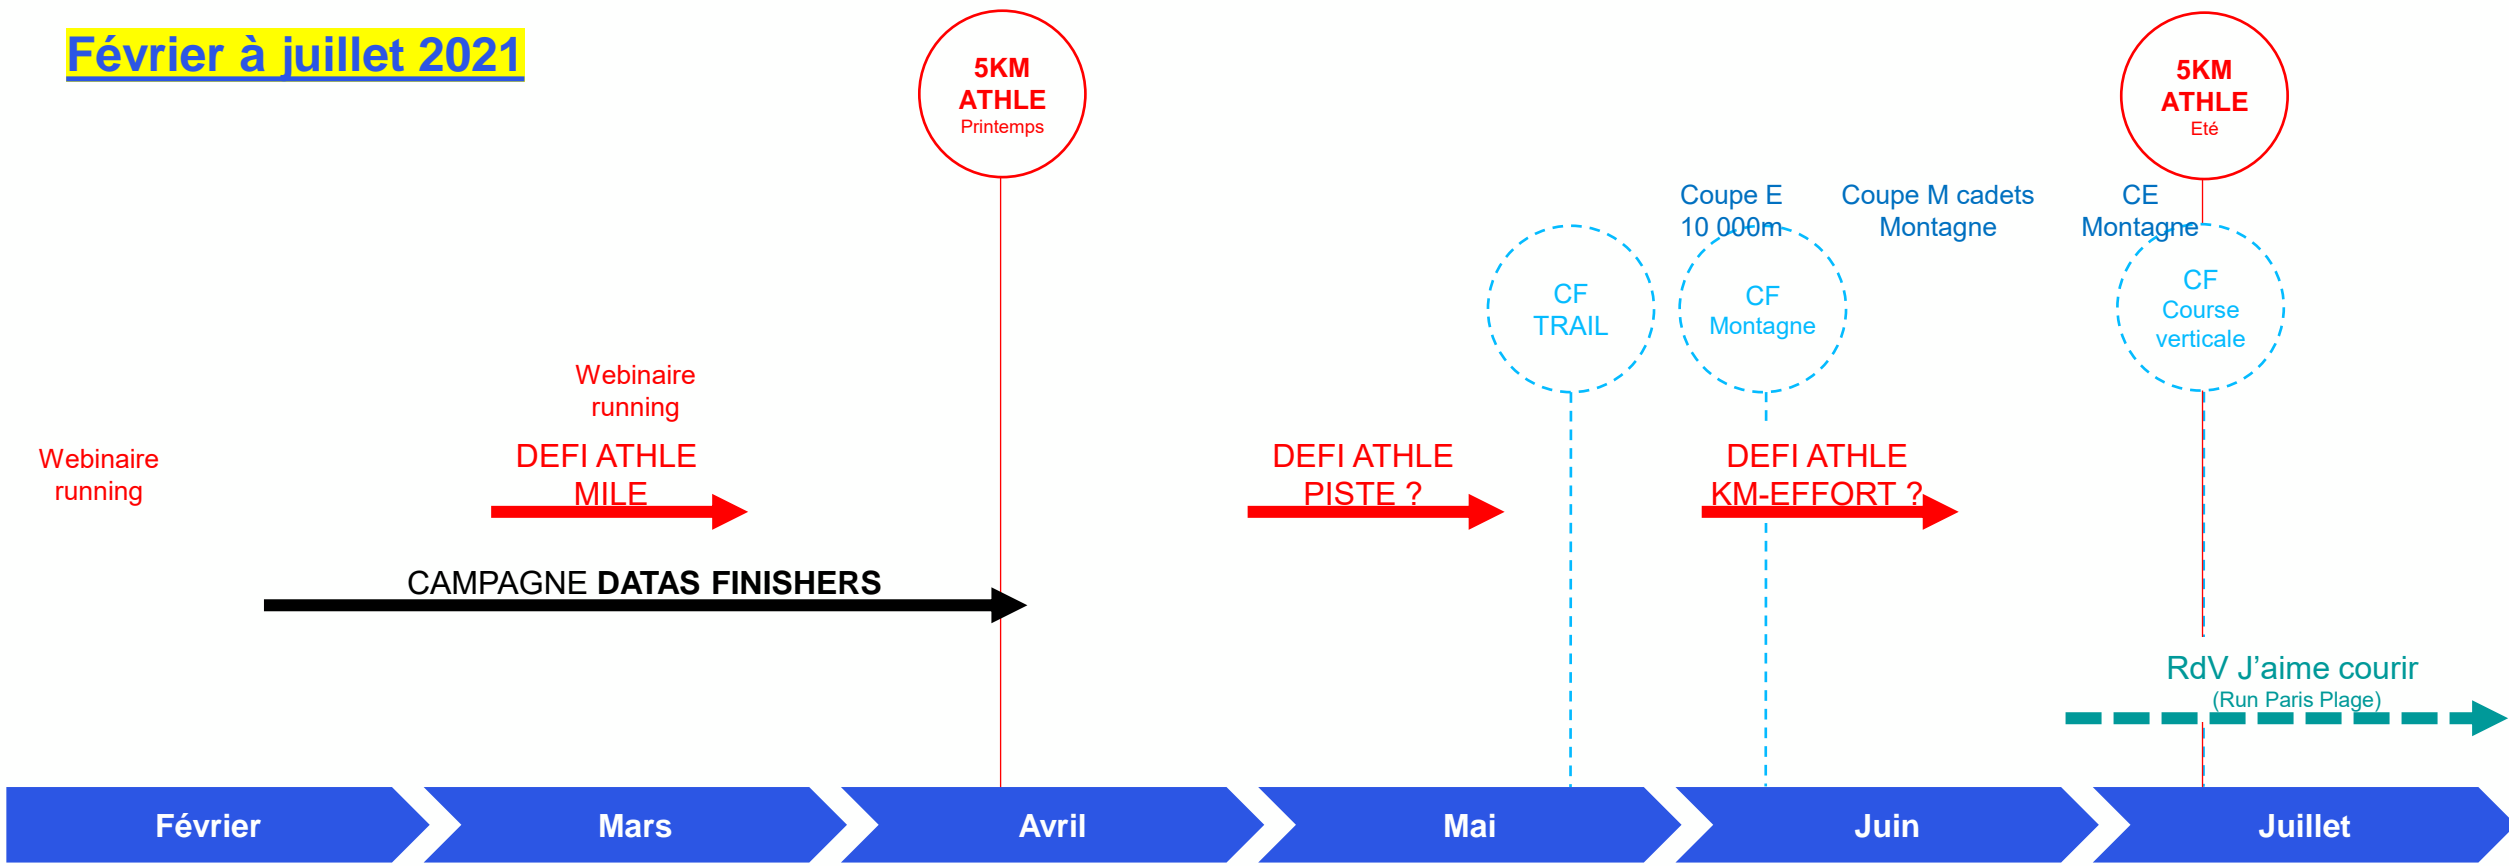 Février à juillet 2021
5KM
ATHLE
Printemps
5KM
ATHLE
Eté
Coupe E
10 000m
Coupe M cadets
Montagne
CE
Montagne
CF
TRAIL
CF
Montagne
CF
Course
verticale
Webinaire
running
Webinaire
running
DEFI ATHLE
MILE
DEFI ATHLE
PISTE ?
DEFI ATHLE
KM-EFFORT ?
CAMPAGNE DATAS FINISHERS
RdV J’aime courir
(Run Paris Plage)
Février
Mars
Avril
Mai
Juin
Juillet